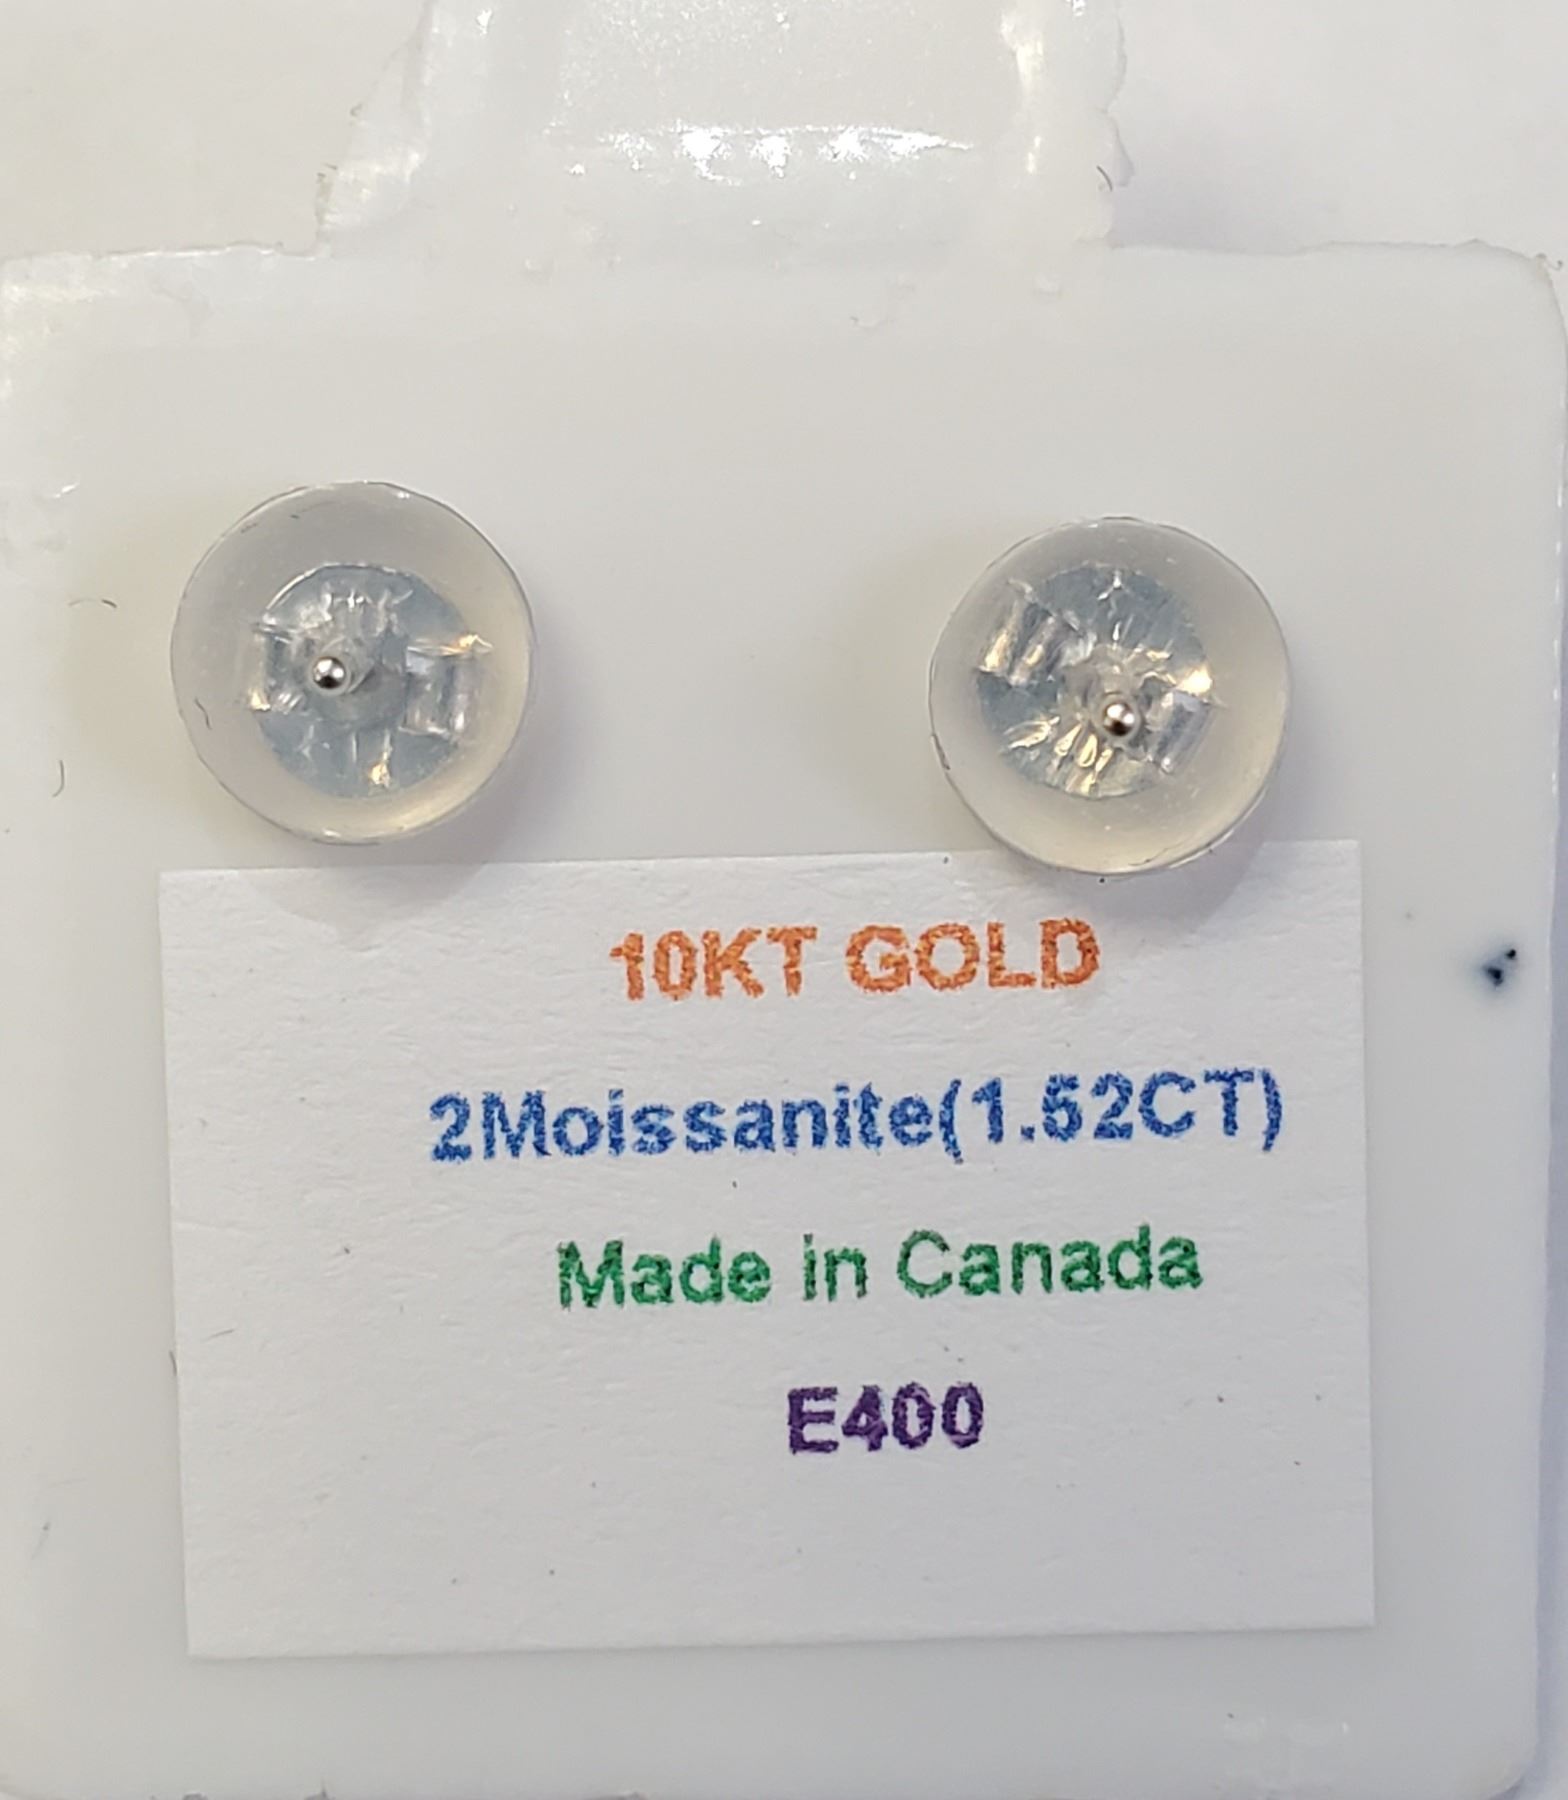 10KT GOLD
2Moissanite(1.52CT)
Made in Canada
E400